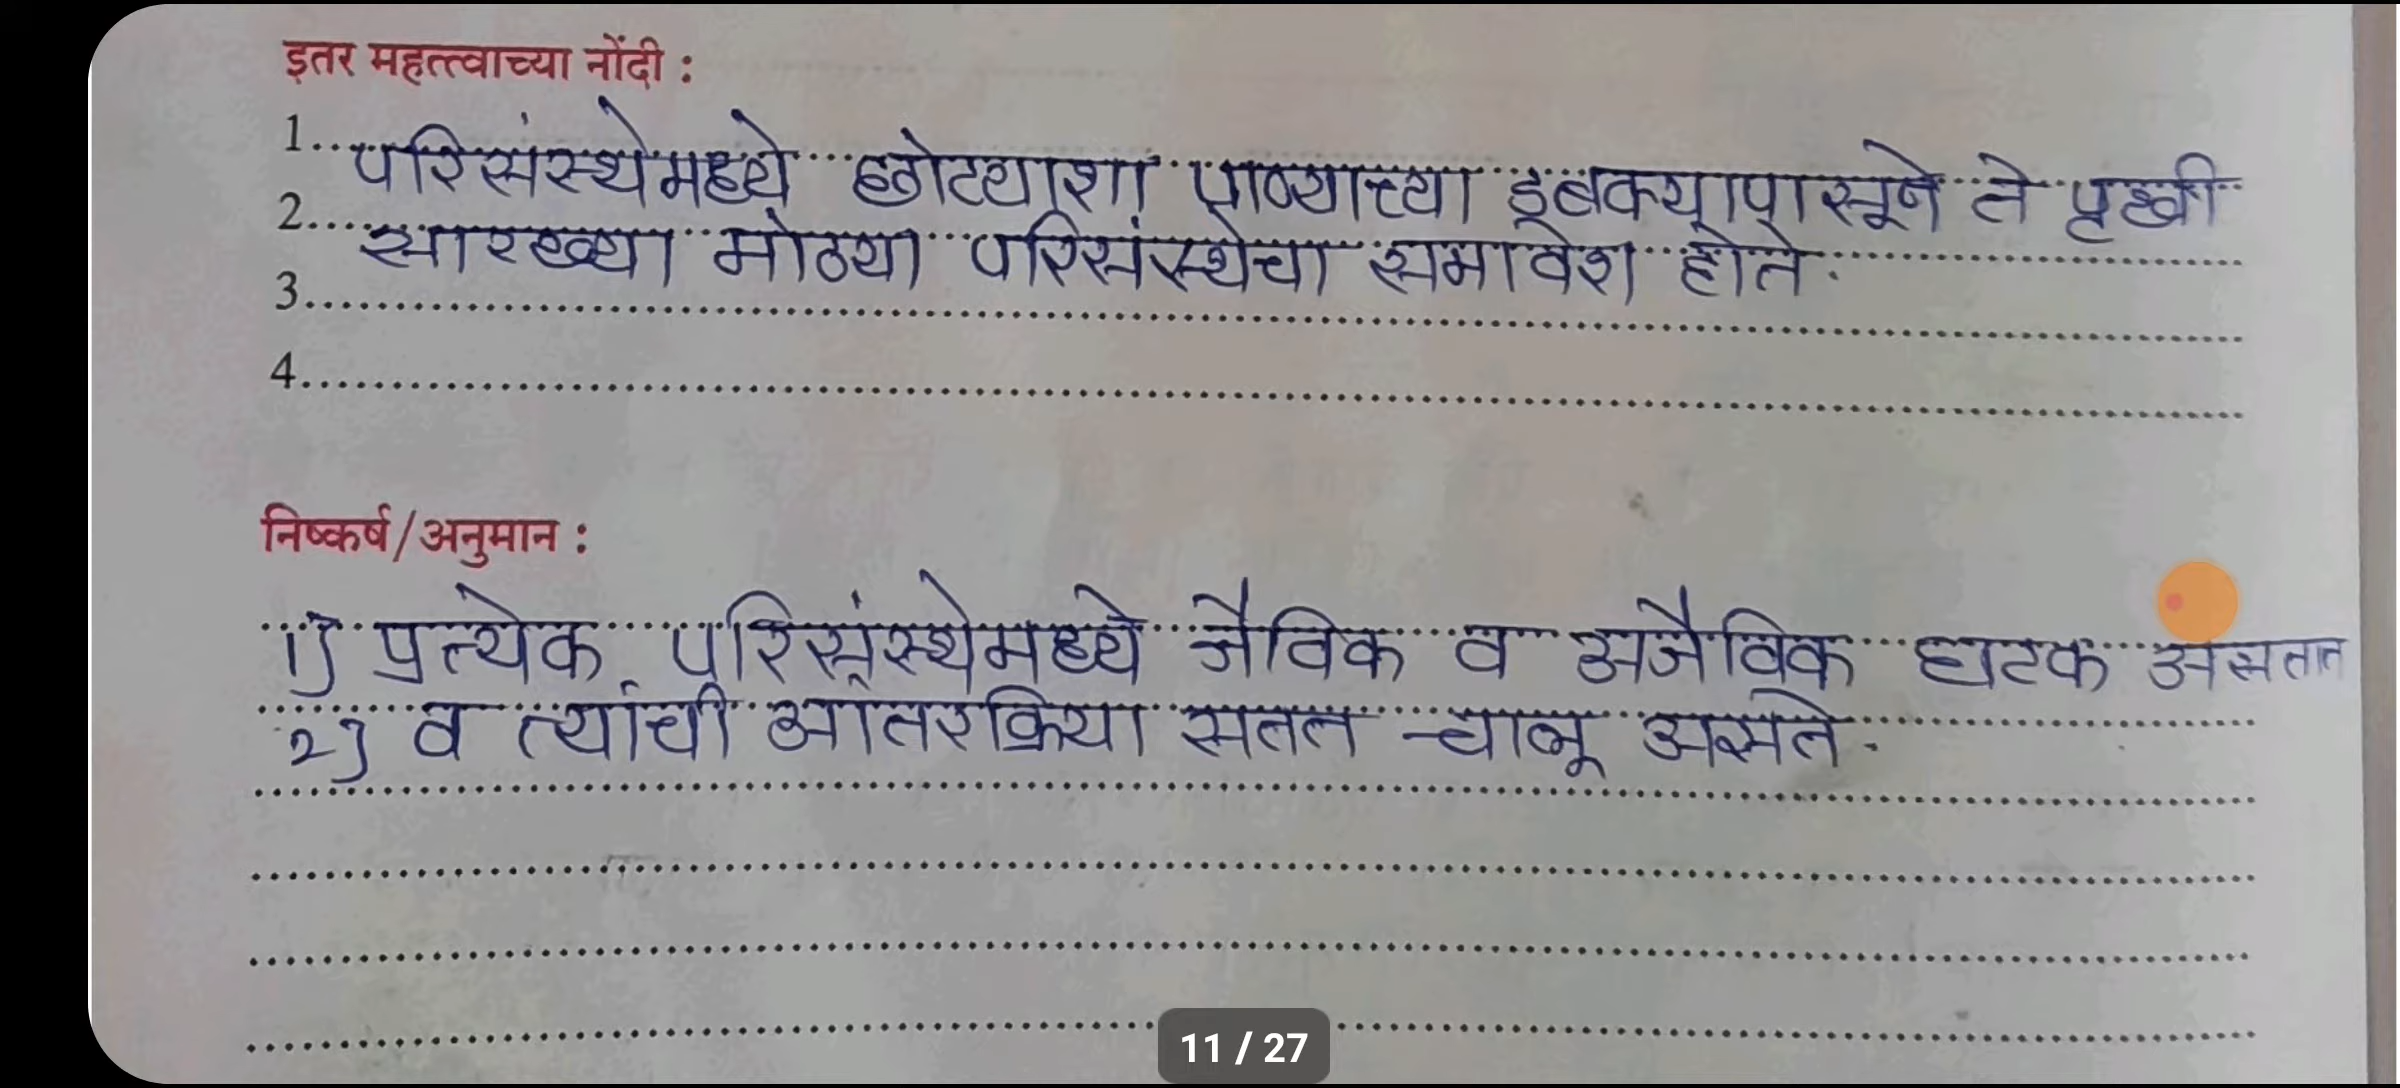 इतर महत्त्वाच्या नोंदी :
1. परिसंस्थेमध्ये छोट्याशा प्राण्याच्या डबक्यापासून ते पृथ्वी
2. सारख्या मोठ्या परिसंस्थेचा समावेश होते.
3.
4.
निष्कर्ष/अनुमान :
1) प्रत्येक परिसंस्थेमध्ये जैविक व अजैविक घटक असतात
2) व त्यांची आंतरक्रिया सतत चालू असते.
11 / 27